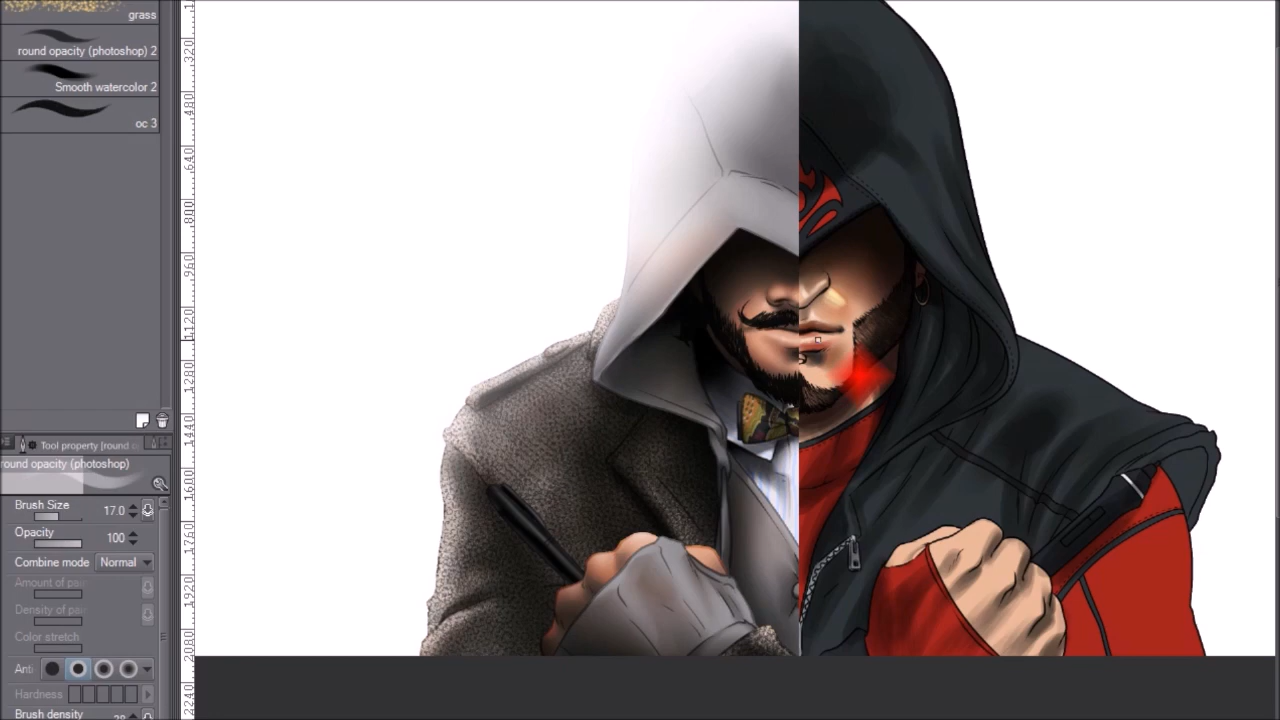 grass
round opacity (photoshop) 2
Smooth watercolor 2
oc 3
Tool property [round o
round opacity (photoshop)
Brush Size 17.0
Opacity 100
Combine mode Normal
Amount of pai
Density of pai
Color stretch
Anti
Hardness
Brush density 28
320
480
640
800
960
1120
1280
1440
1600
1760
1920
2080
2240